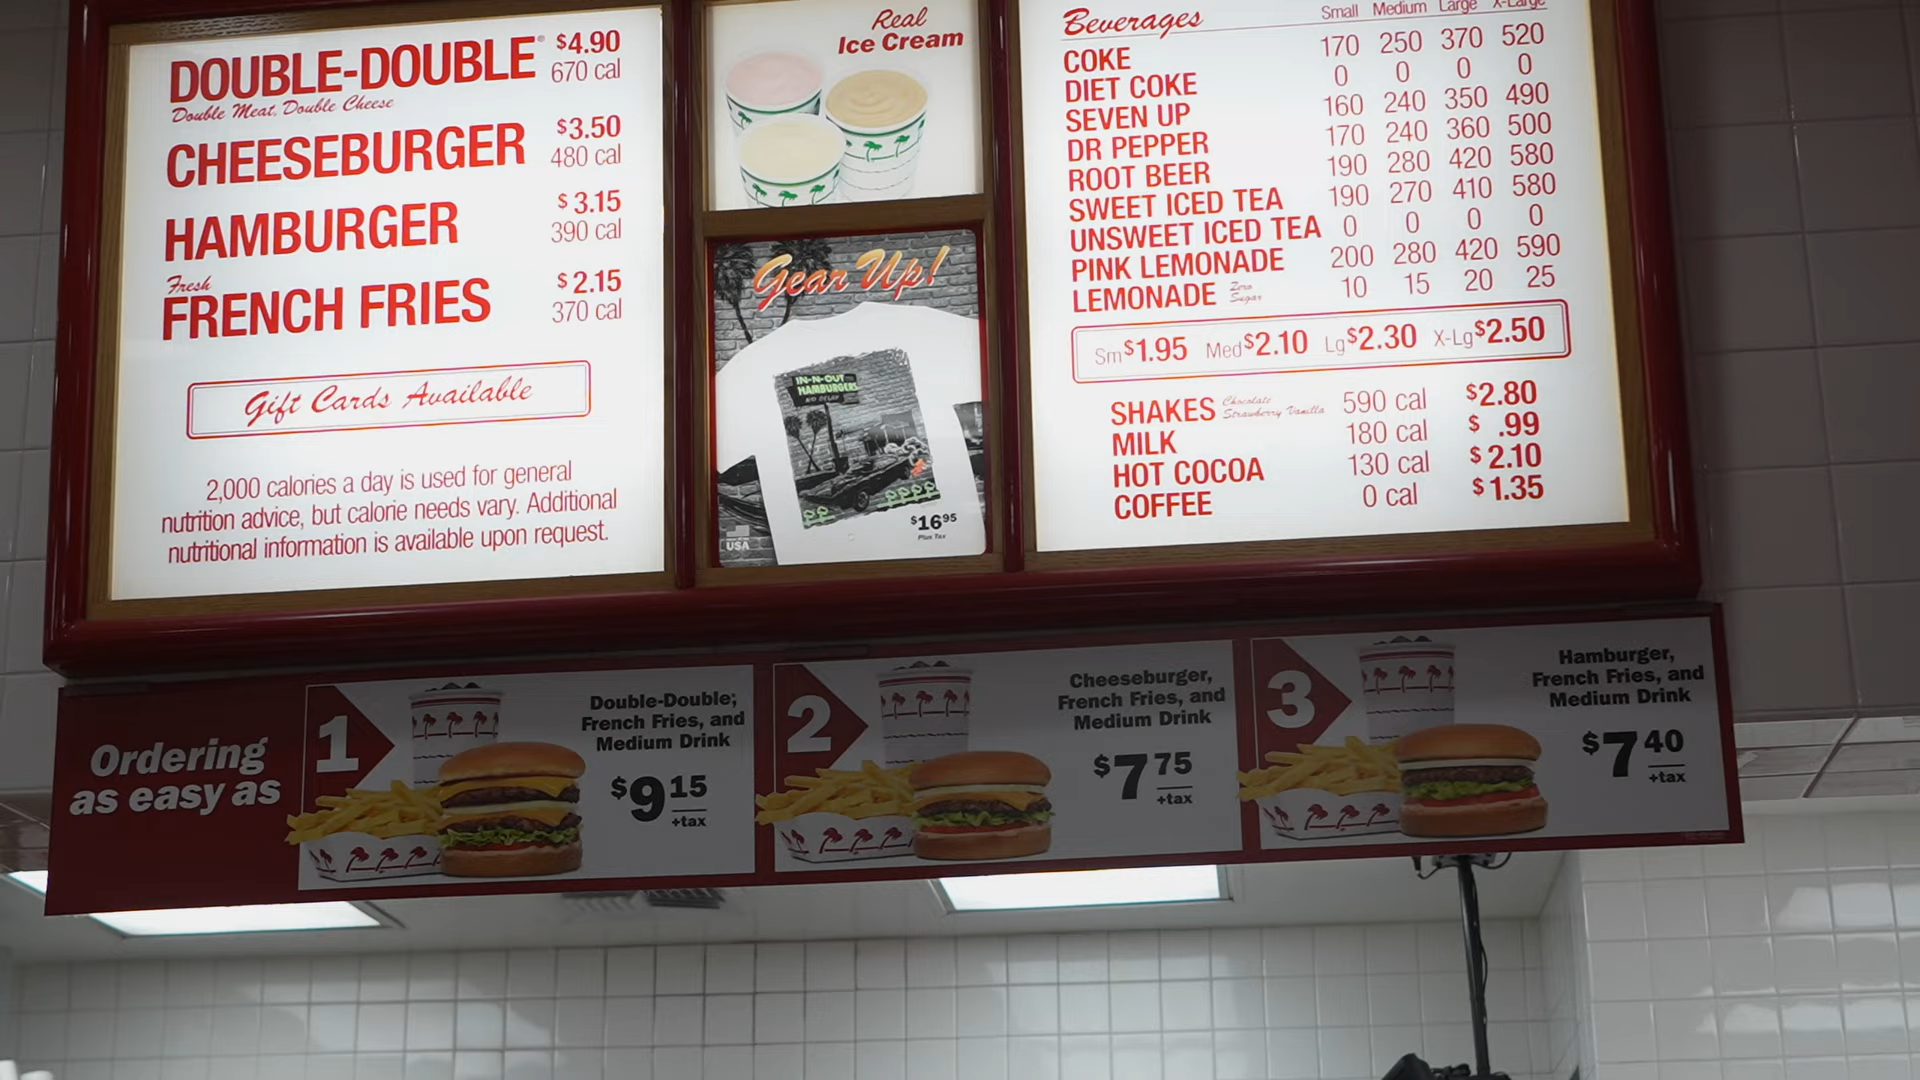 DOUBLE-DOUBLE® $4.90
Double Meat, Double Cheese 670 cal
CHEESEBURGER $3.50
480 cal
HAMBURGER $3.15
390 cal
Fresh
FRENCH FRIES $2.15
370 cal
Gift Cards Available
2,000 calories a day is used for general
nutrition advice, but calorie needs vary. Additional
nutritional information is available upon request.
Real
Ice Cream
Gear Up!
IN-N-OUT
HAMBURGERS
NO DELAY
USA
$16.95
Plus Tax
Beverages Small Medium Large X-Large
COKE 170 250 370 520
DIET COKE 0 0 0 0
SEVEN UP 160 240 350 490
DR PEPPER 170 240 360 500
ROOT BEER 190 280 420 580
SWEET ICED TEA 190 270 410 580
UNSWEET ICED TEA 0 0 0 0
PINK LEMONADE 200 280 420 590
LEMONADE Zero Sugar 10 15 20 25
Sm $1.95 Med $2.10 Lg $2.30 X-Lg $2.50
SHAKES Chocolate Strawberry Vanilla 590 cal $2.80
MILK 180 cal $ .99
HOT COCOA 130 cal $2.10
COFFEE 0 cal $1.35
Ordering
as easy as
1
Double-Double,
French Fries, and
Medium Drink
$9 15
+tax
2
Cheeseburger,
French Fries, and
Medium Drink
$7 75
+tax
3
Hamburger,
French Fries, and
Medium Drink
$7 40
+tax